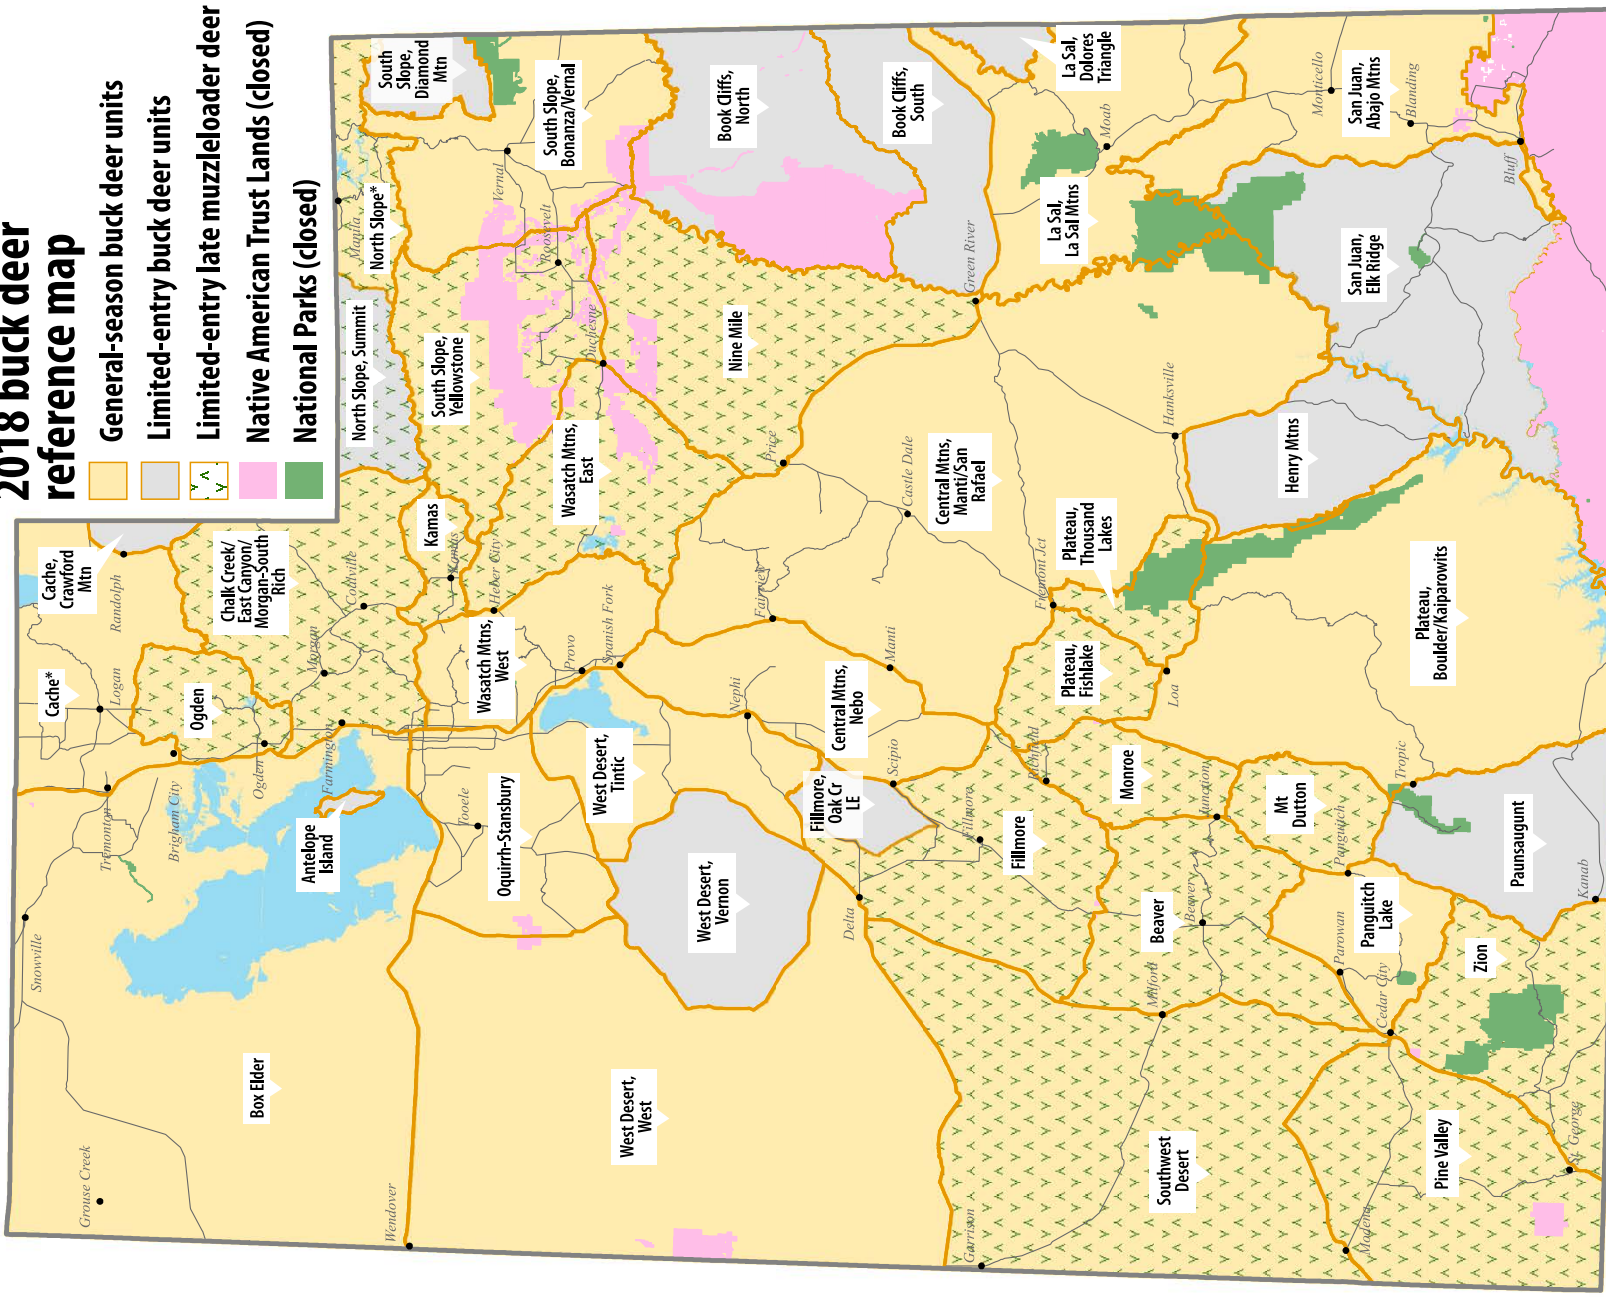 2018 buck deer
reference map
General-season buck deer units
Limited-entry buck deer units
Limited-entry late muzzleloader deer
Native American Trust Lands (closed)
National Parks (closed)
Cache,
Crawford
Mtn
Randolph
Cache*
Logan
Ogden
Chalk Creek/
East Canyon/
Morgan-South
Rich
Coalville
Morgan
Kamas
Kamas
Heber City
Wasatch Mtns,
West
Provo
Spanish Fork
Snowville
Tremonton
Brigham City
Ogden
Farmington
Antelope
Island
Box Elder
Grouse Creek
Wendover
Tooele
Oquirrh-Stansbury
West Desert,
Tintic
West Desert,
Vernon
West Desert,
West
North Slope, Summit
North Slope*
Manila
South
Slope,
Diamond
Mtn
South Slope,
Bonanza/Vernal
Vernal
Roosevelt
South Slope,
Yellowstone
Duchesne
Wasatch Mtns,
East
Nine Mile
Price
Book Cliffs,
North
Book Cliffs,
South
Green River
Castle Dale
Central Mtns,
Manti/San
Rafael
Fairview
Manti
Nephi
Central Mtns,
Nebo
Scipio
Fillmore,
Oak Cr
LE
Delta
Fillmore
Fillmore
Richfield
Fremont Jct
Plateau,
Thousand
Lakes
Plateau,
Fishlake
Loa
Monroe
Junction
Beaver
Beaver
Milford
Garrison
Southwest
Desert
Mt
Dutton
Panguitch
Panguitch
Lake
Parowan
Cedar City
Zion
Pine Valley
Modena
St. George
Tropic
Paunsaugunt
Kanab
Plateau,
Boulder/Kaiparowits
Henry Mtns
Hanksville
La Sal,
La Sal Mtns
Moab
La Sal,
Dolores
Triangle
Monticello
San Juan,
Abajo Mtns
Blanding
San Juan,
Elk Ridge
Bluff